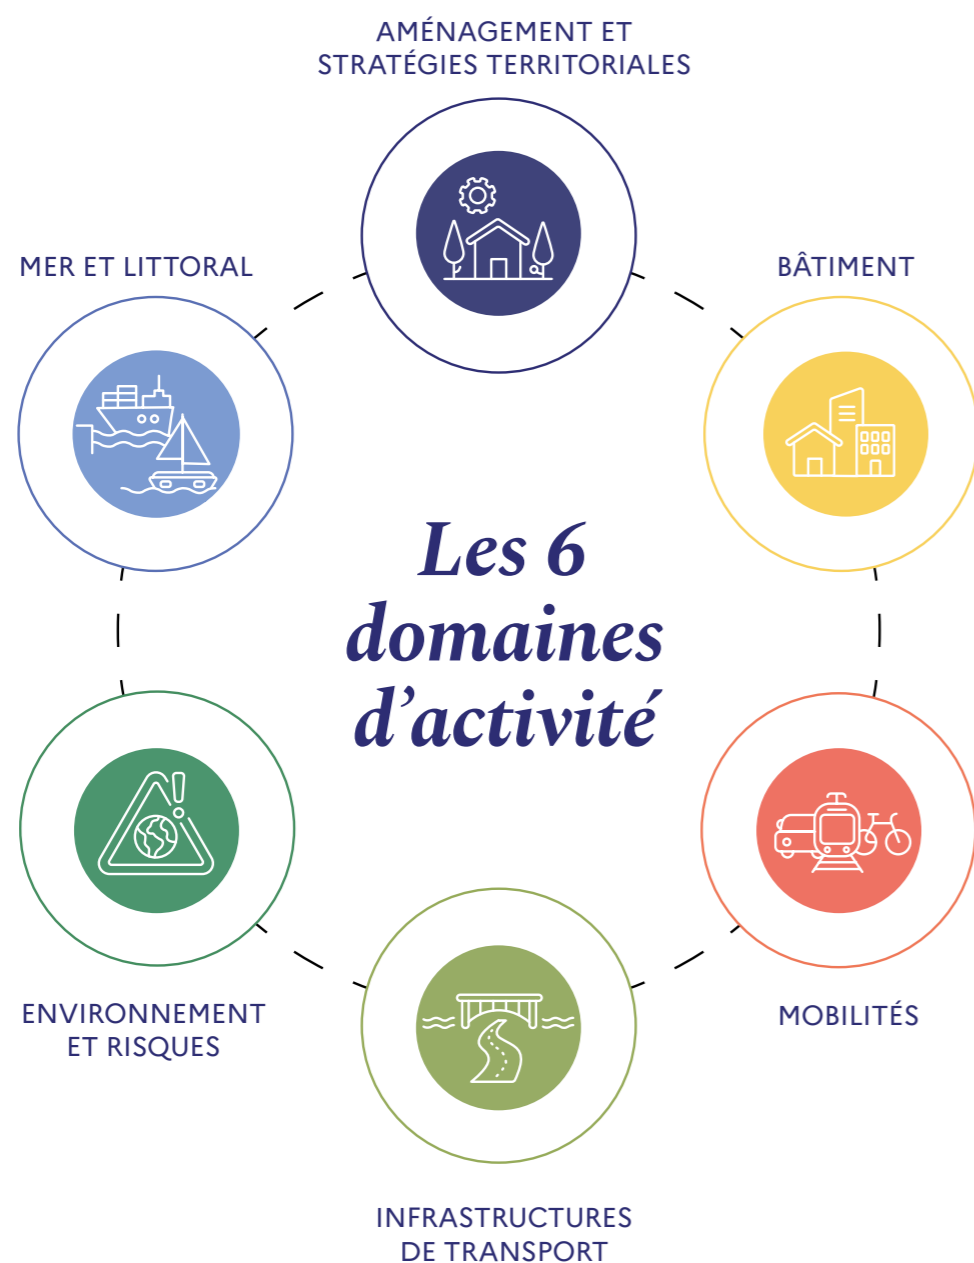 AMÉNAGEMENT ET
STRATÉGIES TERRITORIALES
MER ET LITTORAL
BÂTIMENT
Les 6
domaines
d’activité
ENVIRONNEMENT
ET RISQUES
MOBILITÉS
INFRASTRUCTURES
DE TRANSPORT